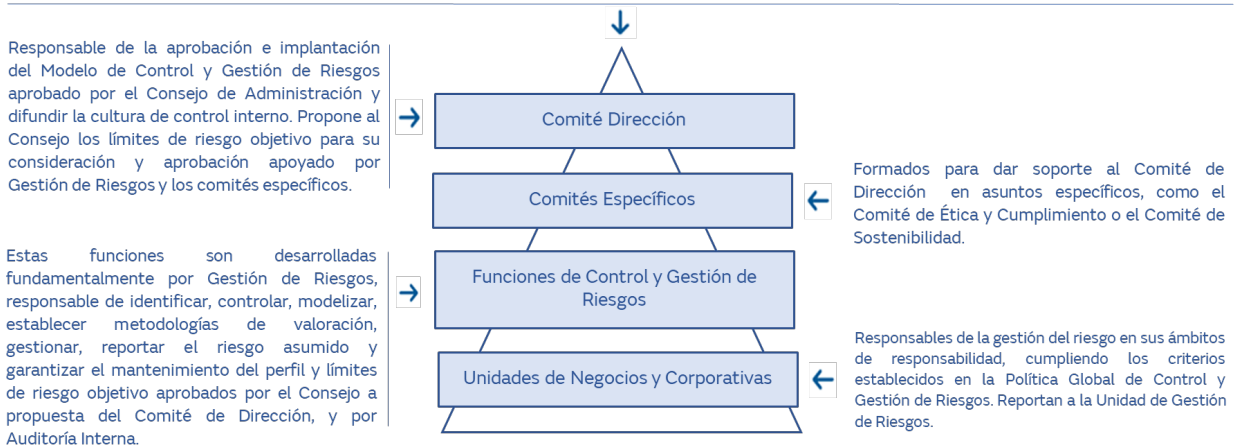 Responsable de la aprobación e implantación
del Modelo de Control y Gestión de Riesgos
aprobado por el Consejo de Administración y
difundir la cultura de control interno. Propone al
Consejo los límites de riesgo objetivo para su
consideración y aprobación apoyado por
Gestión de Riesgos y los comités específicos.
Comité Dirección
Comités Específicos
Formados para dar soporte al Comité de
Dirección en asuntos específicos, como el
Comité de Ética y Cumplimiento o el Comité de
Sostenibilidad.
Estas funciones son desarrolladas
fundamentalmente por Gestión de Riesgos,
responsable de identificar, controlar, modelizar,
establecer metodologías de valoración,
gestionar, reportar el riesgo asumido y
garantizar el mantenimiento del perfil y límites
de riesgo objetivo aprobados por el Consejo a
propuesta del Comité de Dirección, y por
Auditoría Interna.
Funciones de Control y Gestión de
Riesgos
Unidades de Negocios y Corporativas
Responsables de la gestión del riesgo en sus ámbitos
de responsabilidad, cumpliendo los criterios
establecidos en la Política Global de Control y
Gestión de Riesgos. Reportan a la Unidad de Gestión
de Riesgos.